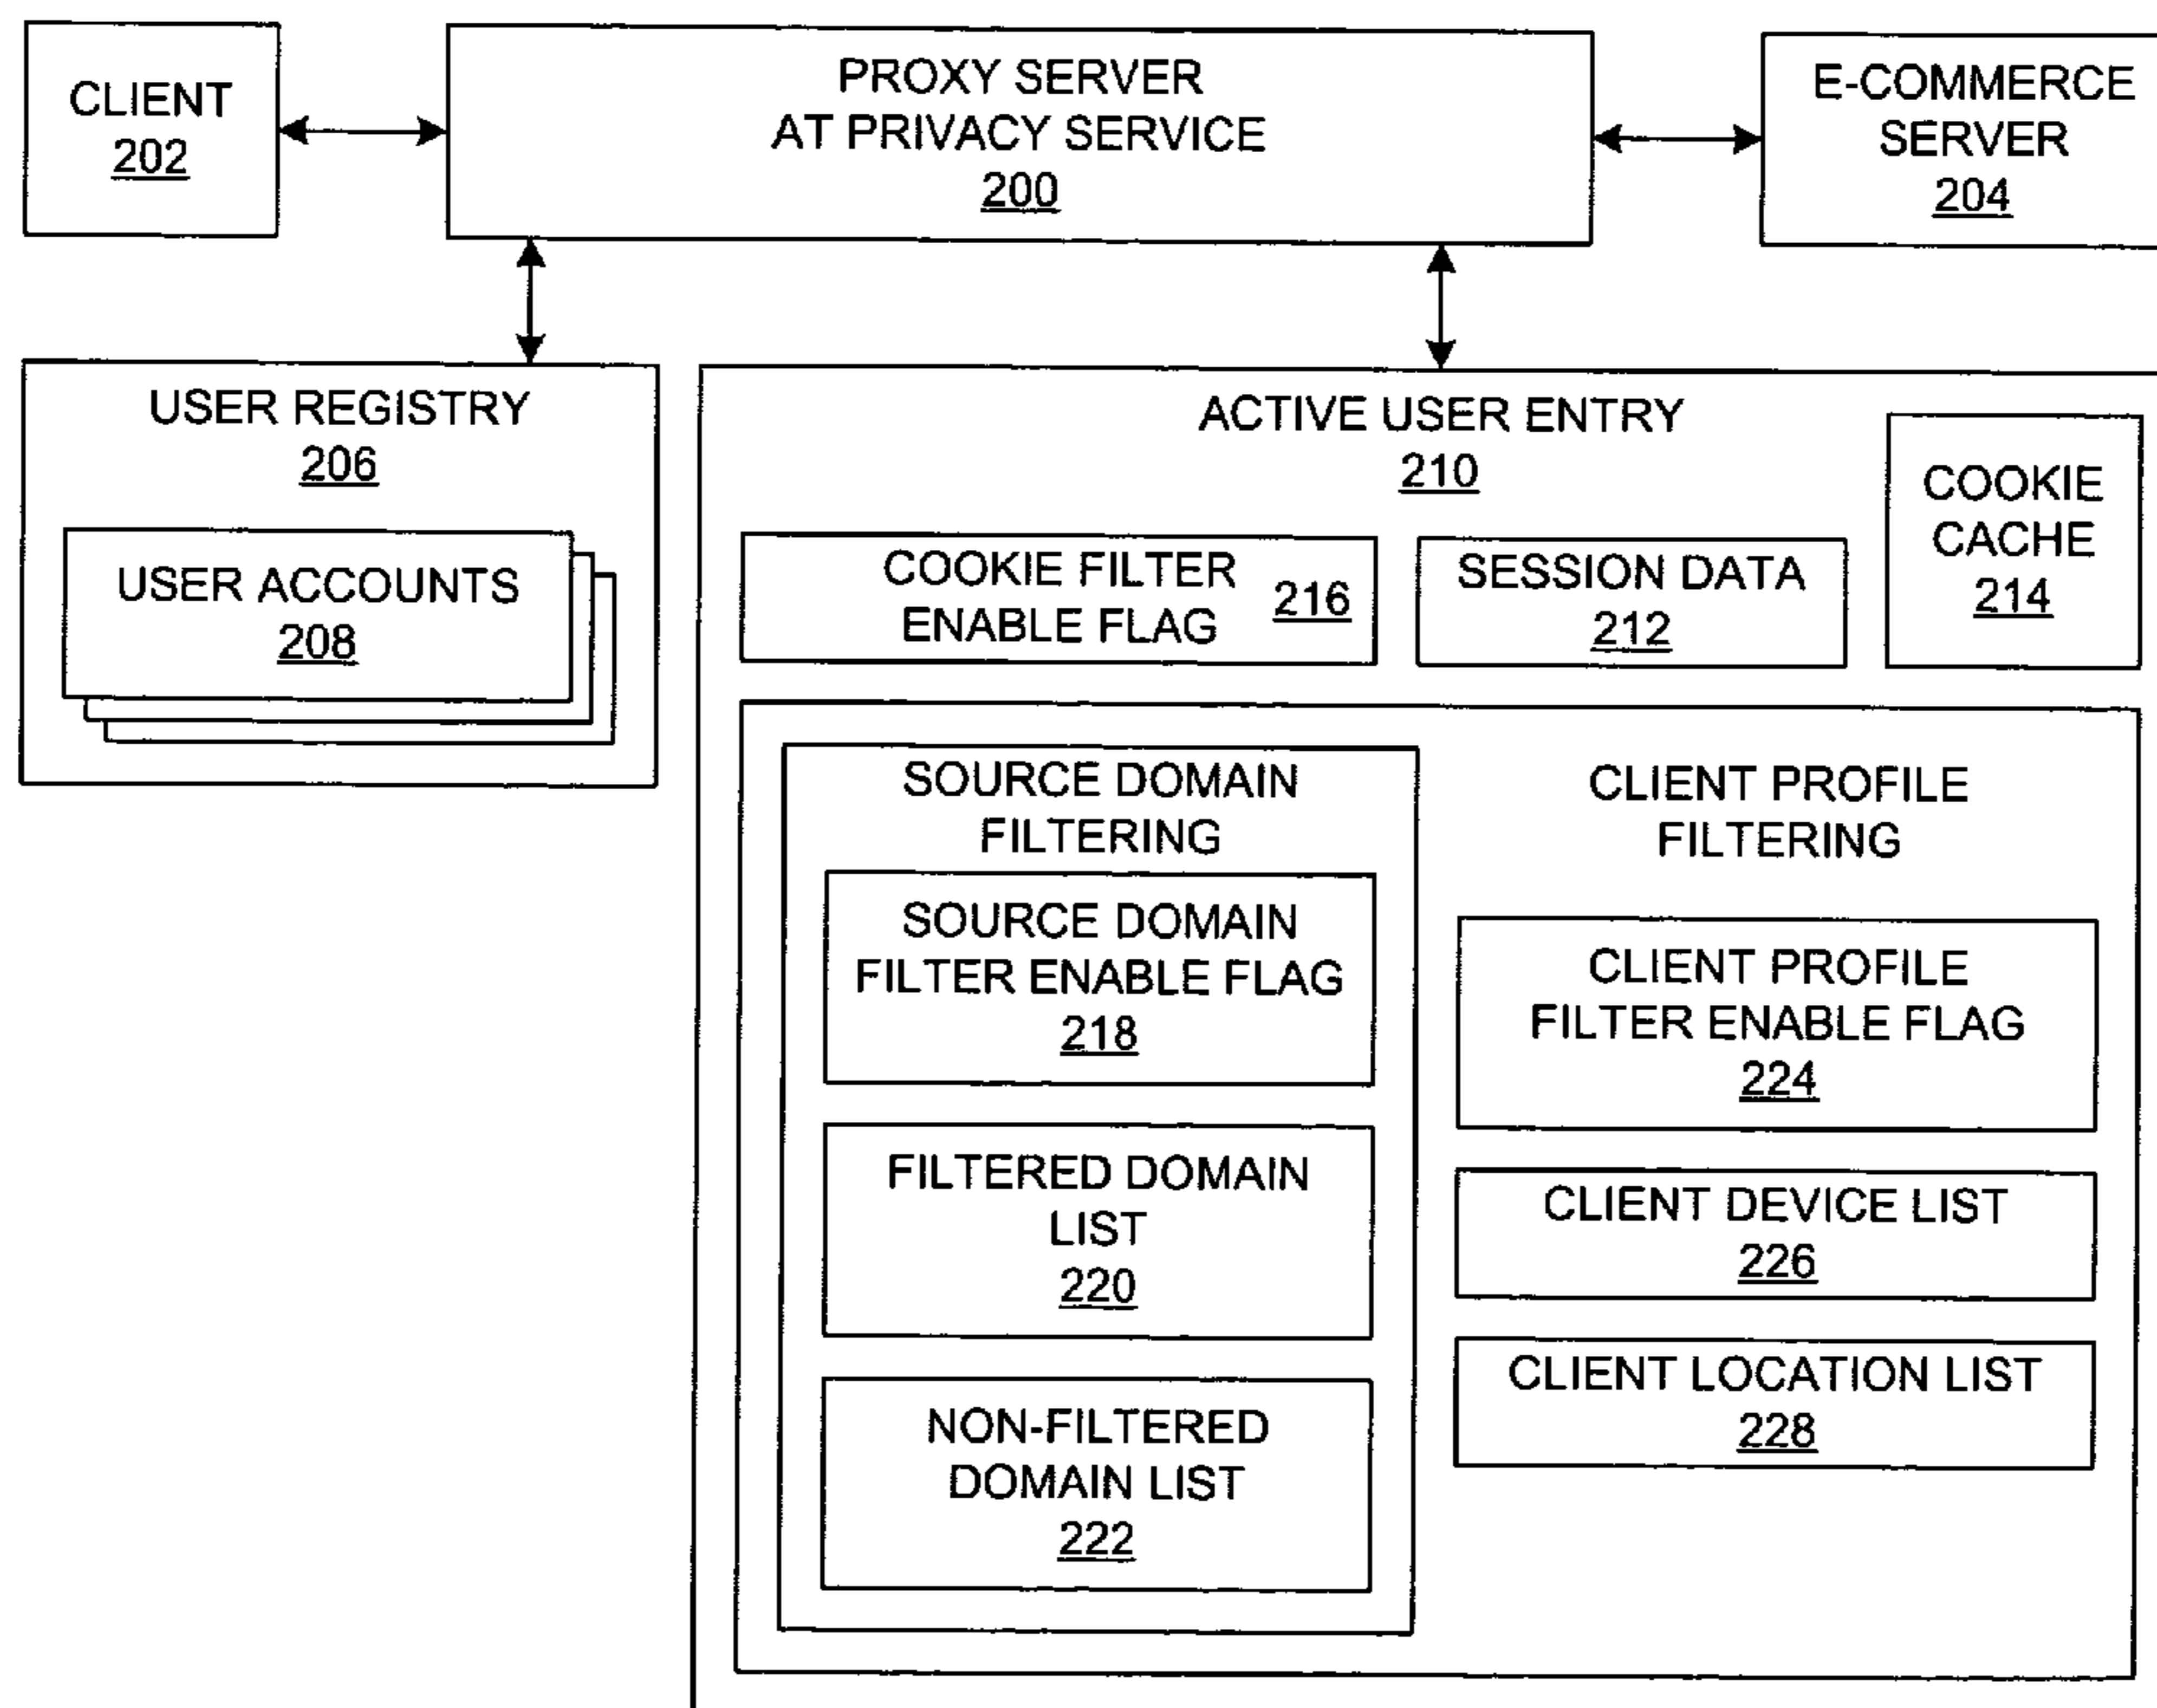 CLIENT
202
PROXY SERVER
AT PRIVACY SERVICE
200
E-COMMERCE
SERVER
204
USER REGISTRY
206
USER ACCOUNTS
208
ACTIVE USER ENTRY
210
COOKIE FILTER
ENABLE FLAG
216
SESSION DATA
212
COOKIE
CACHE
214
SOURCE DOMAIN
FILTERING
SOURCE DOMAIN
FILTER ENABLE FLAG
218
FILTERED DOMAIN
LIST
220
NON-FILTERED
DOMAIN LIST
222
CLIENT PROFILE
FILTERING
CLIENT PROFILE
FILTER ENABLE FLAG
224
CLIENT DEVICE LIST
226
CLIENT LOCATION LIST
228